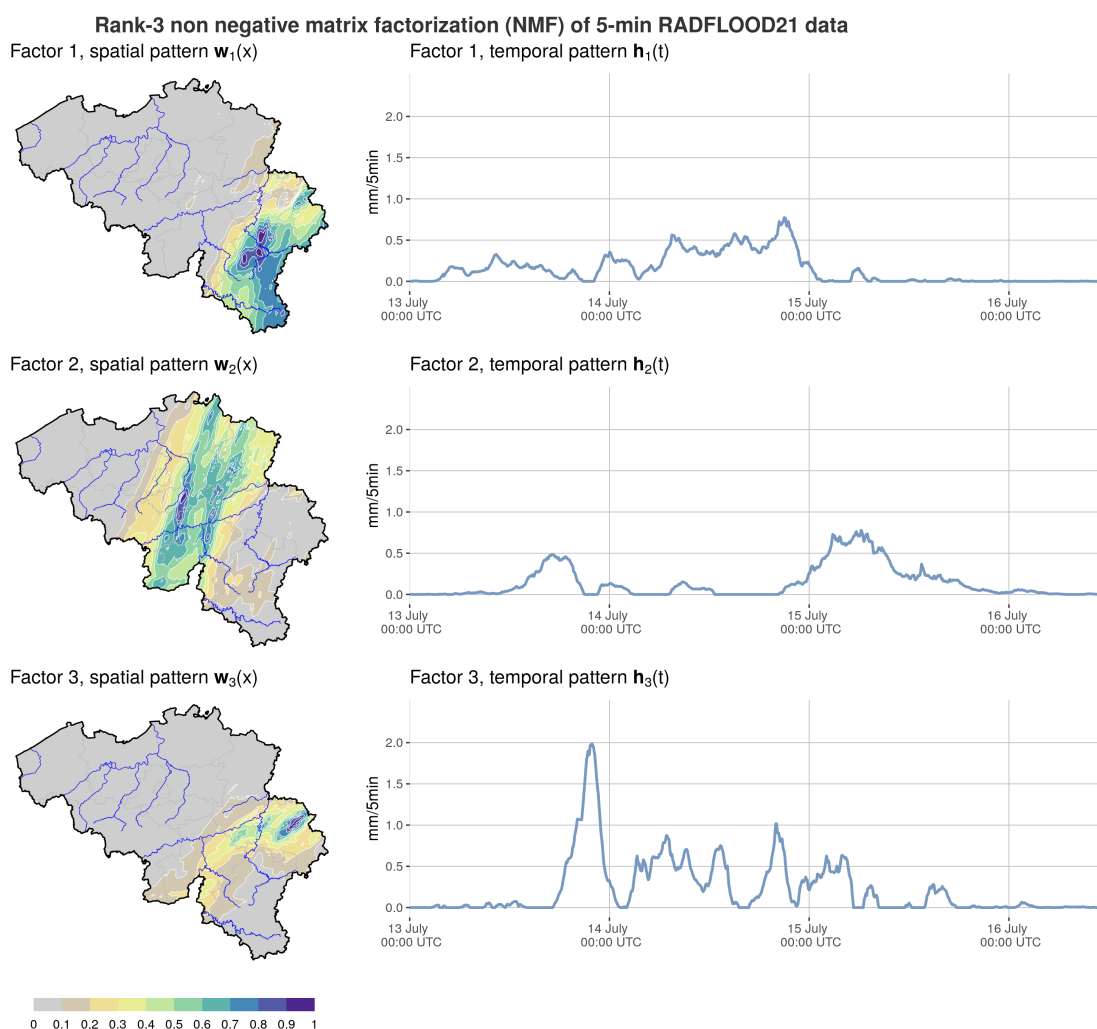 Rank-3 non negative matrix factorization (NMF) of 5-min RADFLOOD21 data
Factor 1, spatial pattern w₁(x)
Factor 1, temporal pattern h₁(t)
mm/5min
2.0
1.5
1.0
0.5
0.0
13 July
00:00 UTC
14 July
00:00 UTC
15 July
00:00 UTC
16 July
00:00 UTC
Factor 2, spatial pattern w₂(x)
Factor 2, temporal pattern h₂(t)
mm/5min
2.0
1.5
1.0
0.5
0.0
13 July
00:00 UTC
14 July
00:00 UTC
15 July
00:00 UTC
16 July
00:00 UTC
Factor 3, spatial pattern w₃(x)
Factor 3, temporal pattern h₃(t)
mm/5min
2.0
1.5
1.0
0.5
0.0
13 July
00:00 UTC
14 July
00:00 UTC
15 July
00:00 UTC
16 July
00:00 UTC
0 0.1 0.2 0.3 0.4 0.5 0.6 0.7 0.8 0.9 1